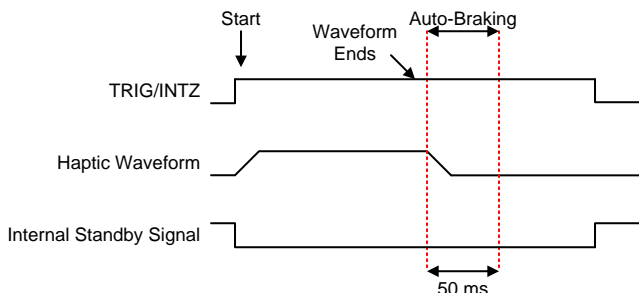 Start
Auto-Braking
Waveform
Ends
TRIG/INTZ
Haptic Waveform
Internal Standby Signal
50 ms